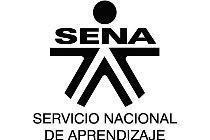 SENA
SERVICIO NACIONAL
DE APRENDIZAJE